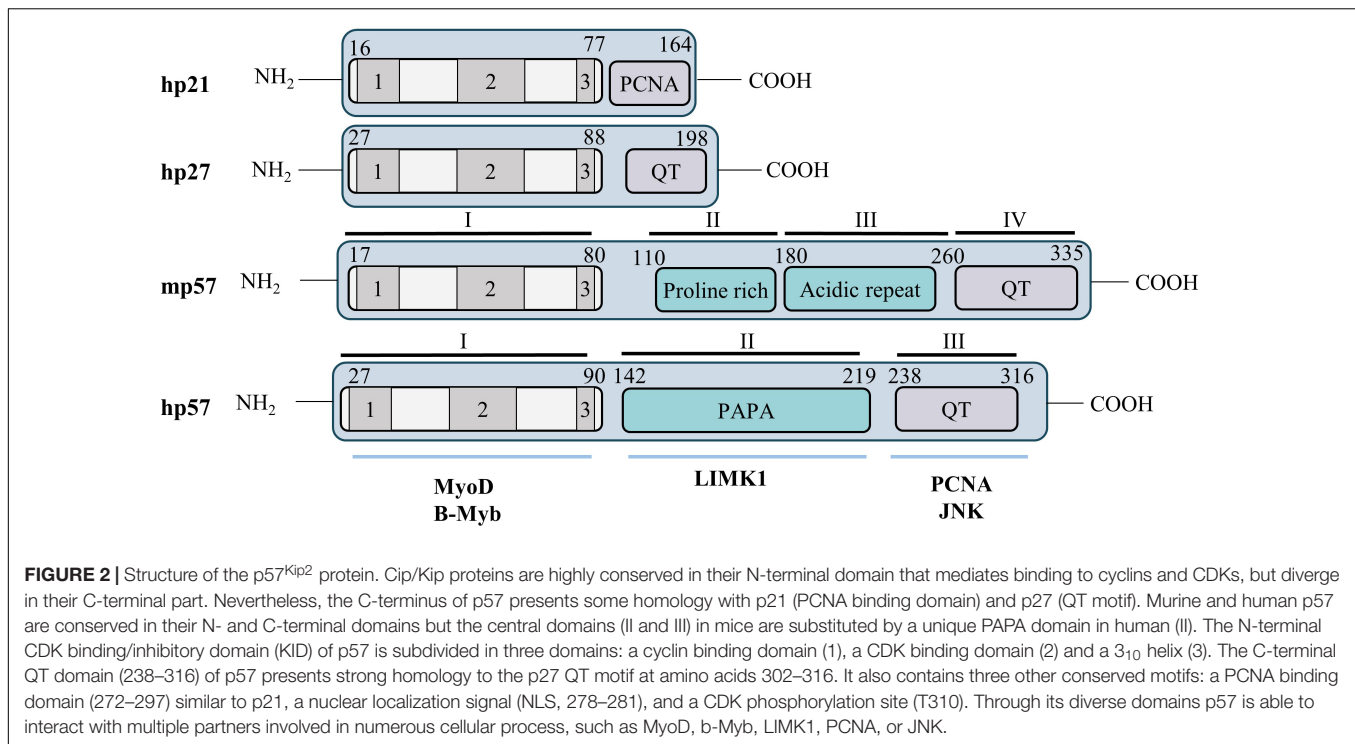 16 77 164
hp21 NH2 1 2 3 PCNA COOH
27 88 198
hp27 NH2 1 2 3 QT COOH
I II III IV
17 80 110 180 260 335
mp57 NH2 1 2 3 Proline rich Acidic repeat QT COOH
I II III
27 90 142 219 238 316
hp57 NH2 1 2 3 PAPA QT COOH
MyoD LIMK1 PCNA
B-Myb JNK
FIGURE 2 | Structure of the p57Kip2 protein. Cip/Kip proteins are highly conserved in their N-terminal domain that mediates binding to cyclins and CDKs, but diverge
in their C-terminal part. Nevertheless, the C-terminus of p57 presents some homology with p21 (PCNA binding domain) and p27 (QT motif). Murine and human p57
are conserved in their N- and C-terminal domains but the central domains (II and III) in mice are substituted by a unique PAPA domain in human (II). The N-terminal
CDK binding/inhibitory domain (KID) of p57 is subdivided in three domains: a cyclin binding domain (1), a CDK binding domain (2) and a 310 helix (3). The C-terminal
QT domain (238–316) of p57 presents strong homology to the p27 QT motif at amino acids 302–316. It also contains three other conserved motifs: a PCNA binding
domain (272–297) similar to p21, a nuclear localization signal (NLS, 278–281), and a CDK phosphorylation site (T310). Through its diverse domains p57 is able to
interact with multiple partners involved in numerous cellular process, such as MyoD, b-Myb, LIMK1, PCNA, or JNK.